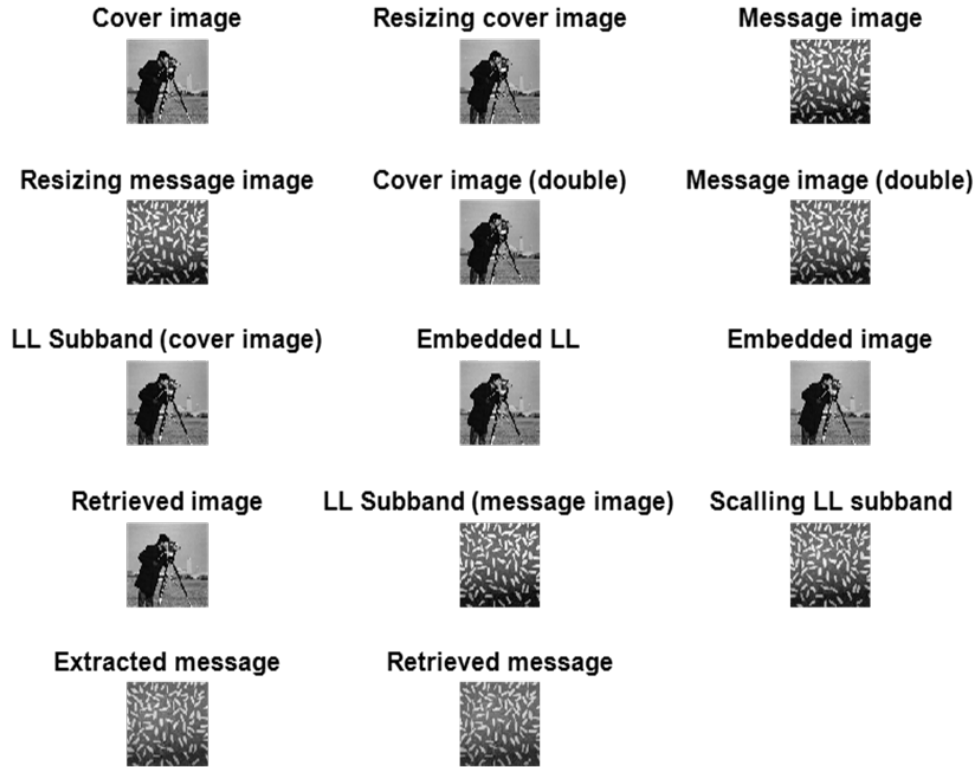 Cover image
Resizing cover image
Message image
Resizing message image
Cover image (double)
Message image (double)
LL Subband (cover image)
Embedded LL
Embedded image
Retrieved image
LL Subband (message image)
Scalling LL subband
Extracted message
Retrieved message